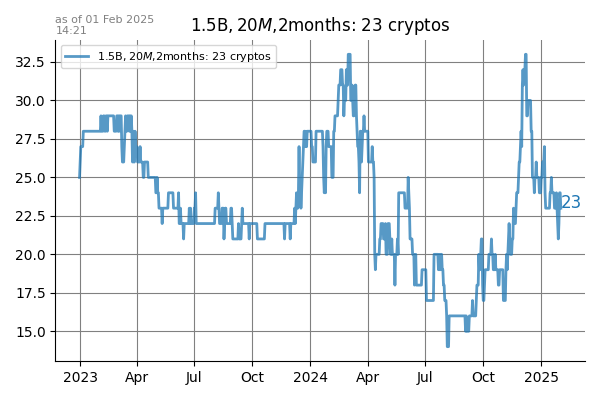 as of 01 Feb 2025
14:21
1.5B, 20M,2months: 23 cryptos
1.5B, 20M,2months: 23 cryptos
32.5
30.0
27.5
25.0
22.5
20.0
17.5
15.0
23
2023 Apr Jul Oct 2024 Apr Jul Oct 2025